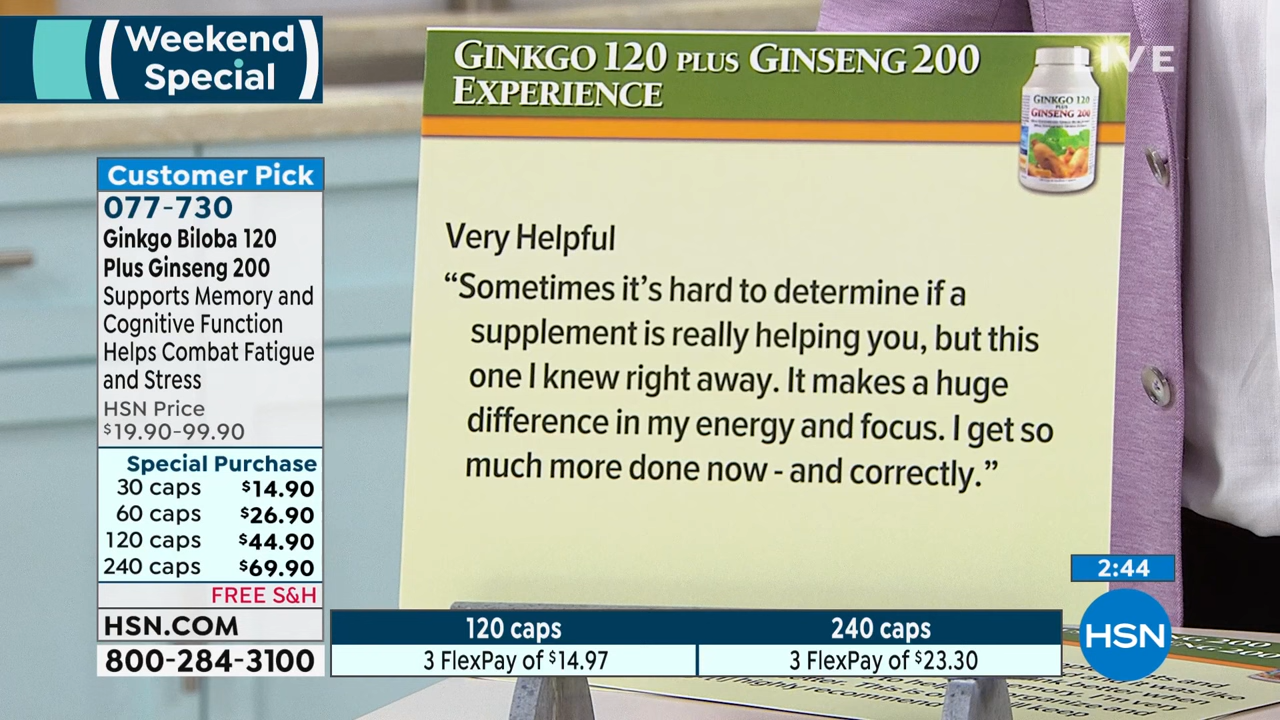 Weekend
Special
Customer Pick
077-730
Ginkgo Biloba 120
Plus Ginseng 200
Supports Memory and
Cognitive Function
Helps Combat Fatigue
and Stress
HSN Price
$19.90-99.90
Special Purchase
30 caps $14.90
60 caps $26.90
120 caps $44.90
240 caps $69.90
FREE S&H
HSN.COM
800-284-3100
GINKGO 120 PLUS GINSENG 200
EXPERIENCE
LIVE
GINKGO 120
PLUS
GINSENG 200
Very Helpful
“Sometimes it’s hard to determine if a
supplement is really helping you, but this
one I knew right away. It makes a huge
difference in my energy and focus. I get so
much more done now - and correctly.”
2:44
HSN
120 caps 240 caps
3 FlexPay of $14.97 3 FlexPay of $23.30